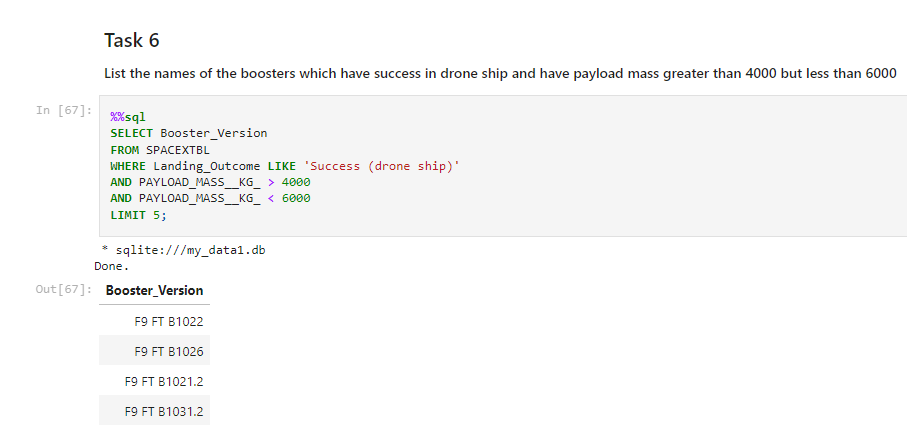 Task 6
List the names of the boosters which have success in drone ship and have payload mass greater than 4000 but less than 6000
In [67]:
%%sql
SELECT Booster_Version
FROM SPACEXTBL
WHERE Landing_Outcome LIKE 'Success (drone ship)'
AND PAYLOAD_MASS__KG_ > 4000
AND PAYLOAD_MASS__KG_ < 6000
LIMIT 5;
* sqlite:///my_data1.db
Done.
Out[67]:
Booster_Version
F9 FT B1022
F9 FT B1026
F9 FT B1021.2
F9 FT B1031.2